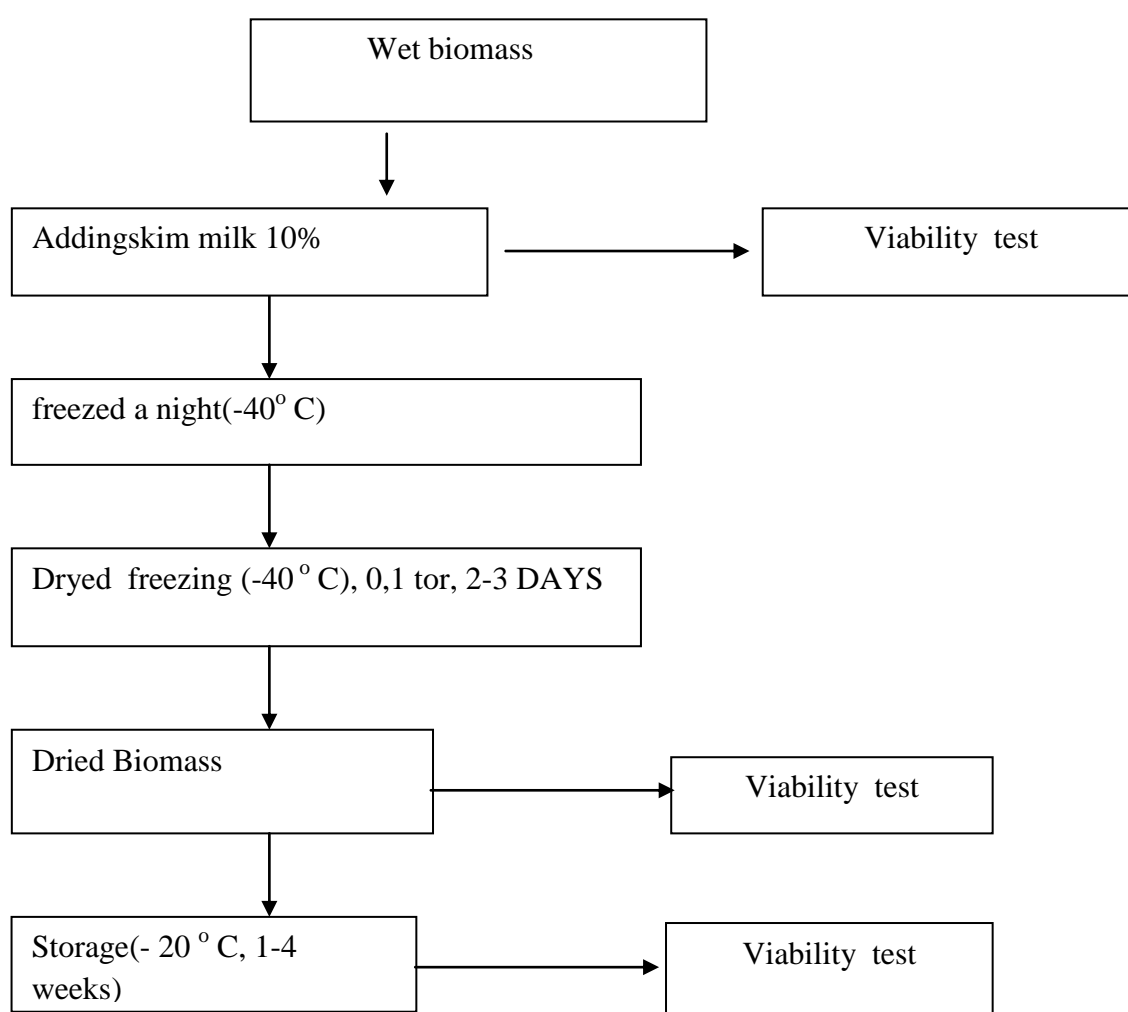 Wet biomass
Addingskim milk 10%
Viability test
freezed a night(-40° C)
Dryed freezing (-40 ° C), 0,1 tor, 2-3 DAYS
Dried Biomass
Viability test
Storage(- 20 ° C, 1-4
weeks)
Viability test